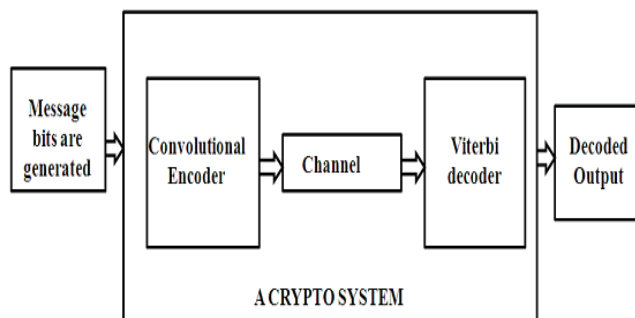 Message
bits are
generated
Convolutional
Encoder
Channel
Viterbi
decoder
Decoded
Output
A CRYPTO SYSTEM